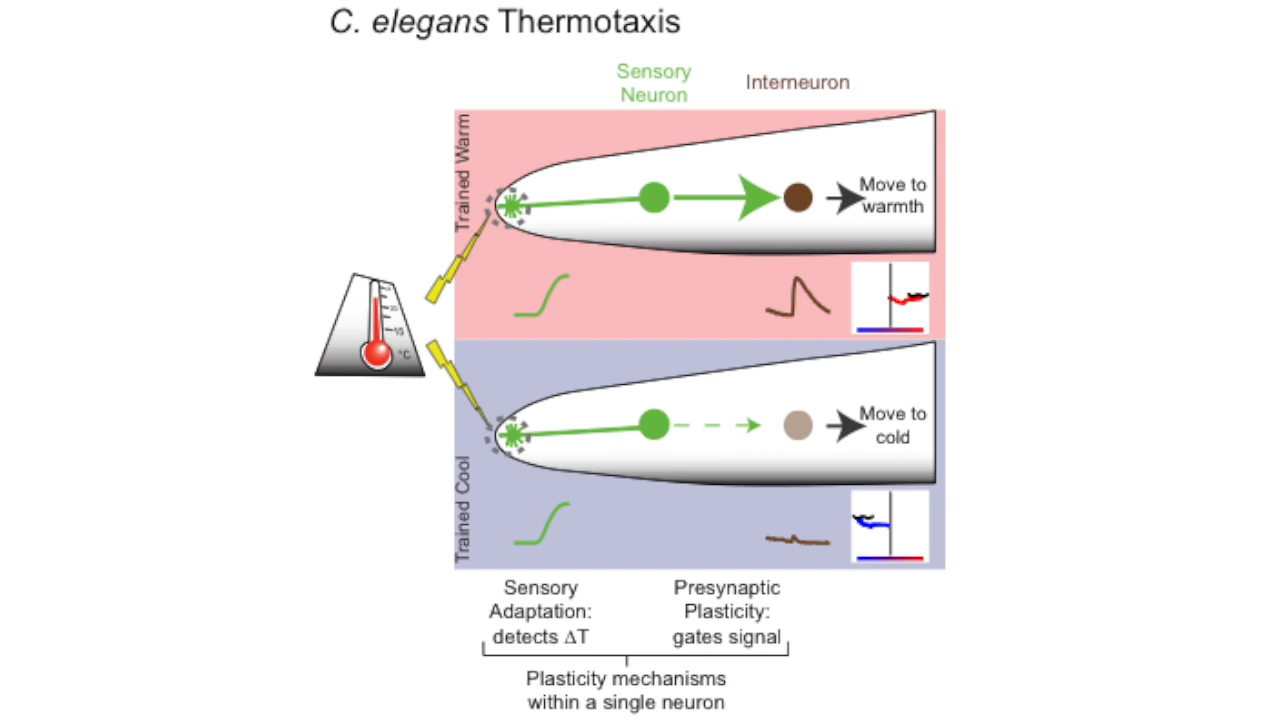 C. elegans Thermotaxis
Sensory
Neuron
Interneuron
Trained Warm
Move to
warmth
°C
Trained Cool
Move to
cold
Sensory
Adaptation:
detects ΔT
Presynaptic
Plasticity:
gates signal
Plasticity mechanisms
within a single neuron